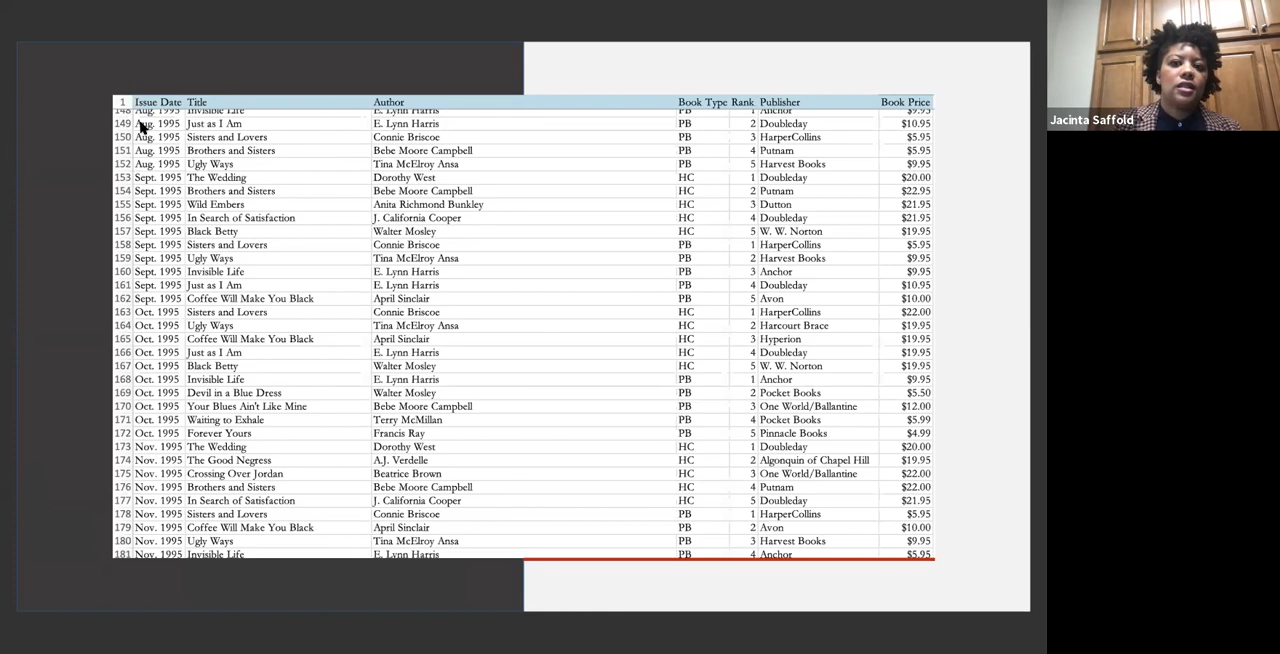 1 Issue Date Title Author Book Type Rank Publisher Book Price
148 Aug. 1995 Invisible Life E. Lynn Harris PB 1 Anchor $9.95
149 Aug. 1995 Just as I Am E. Lynn Harris PB 2 Doubleday $10.95
150 Aug. 1995 Sisters and Lovers Connie Briscoe PB 3 HarperCollins $5.95
151 Aug. 1995 Brothers and Sisters Bebe Moore Campbell PB 4 Putnam $5.95
152 Aug. 1995 Ugly Ways Tina McElroy Ansa PB 5 Harvest Books $9.95
153 Sept. 1995 The Wedding Dorothy West HC 1 Doubleday $20.00
154 Sept. 1995 Brothers and Sisters Bebe Moore Campbell HC 2 Putnam $22.95
155 Sept. 1995 Wild Embers Anita Richmond Bunkley HC 3 Dutton $21.95
156 Sept. 1995 In Search of Satisfaction J. California Cooper HC 4 Doubleday $21.95
157 Sept. 1995 Black Betty Walter Mosley HC 5 W. W. Norton $19.95
158 Sept. 1995 Sisters and Lovers Connie Briscoe PB 1 HarperCollins $5.95
159 Sept. 1995 Ugly Ways Tina McElroy Ansa PB 2 Harvest Books $9.95
160 Sept. 1995 Invisible Life E. Lynn Harris PB 3 Anchor $9.95
161 Sept. 1995 Just as I Am E. Lynn Harris PB 4 Doubleday $10.95
162 Sept. 1995 Coffee Will Make You Black April Sinclair PB 5 Avon $10.00
163 Oct. 1995 Sisters and Lovers Connie Briscoe HC 1 HarperCollins $22.00
164 Oct. 1995 Ugly Ways Tina McElroy Ansa HC 2 Harcourt Brace $19.95
165 Oct. 1995 Coffee Will Make You Black April Sinclair HC 3 Hyperion $19.95
166 Oct. 1995 Just as I Am E. Lynn Harris HC 4 Doubleday $19.95
167 Oct. 1995 Black Betty Walter Mosley HC 5 W. W. Norton $19.95
168 Oct. 1995 Invisible Life E. Lynn Harris PB 1 Anchor $9.95
169 Oct. 1995 Devil in a Blue Dress Walter Mosley PB 2 Pocket Books $5.50
170 Oct. 1995 Your Blues Ain't Like Mine Bebe Moore Campbell PB 3 One World/Ballantine $12.00
171 Oct. 1995 Waiting to Exhale Terry McMillan PB 4 Pocket Books $5.99
172 Oct. 1995 Forever Yours Francis Ray PB 5 Pinnacle Books $4.99
173 Nov. 1995 The Wedding Dorothy West HC 1 Doubleday $20.00
174 Nov. 1995 The Good Negress A.J. Verdelle HC 2 Algonquin of Chapel Hill $19.95
175 Nov. 1995 Crossing Over Jordan Beatrice Brown HC 3 One World/Ballantine $22.00
176 Nov. 1995 Brothers and Sisters Bebe Moore Campbell HC 4 Putnam $22.00
177 Nov. 1995 In Search of Satisfaction J. California Cooper HC 5 Doubleday $21.95
178 Nov. 1995 Sisters and Lovers Connie Briscoe PB 1 HarperCollins $5.95
179 Nov. 1995 Coffee Will Make You Black April Sinclair PB 2 Avon $10.00
180 Nov. 1995 Ugly Ways Tina McElroy Ansa PB 3 Harvest Books $9.95
181 Nov. 1995 Invisible Life E. Lynn Harris PB 4 Anchor $5.95
Jacinta Saffold